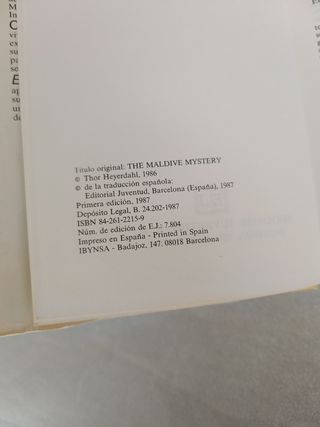 Título original: THE MALDIVE MYSTERY
© Thor Heyerdahl, 1986
© de la traducción española:
Editorial Juventud, Barcelona (España), 1987
Primera edición, 1987
Depósito Legal, B. 24.202-1987
ISBN 84-261-2215-9
Núm. de edición de E.J.: 7.804
Impreso en España - Printed in Spain
IBYNSA - Badajoz, 147. 08018 Barcelona